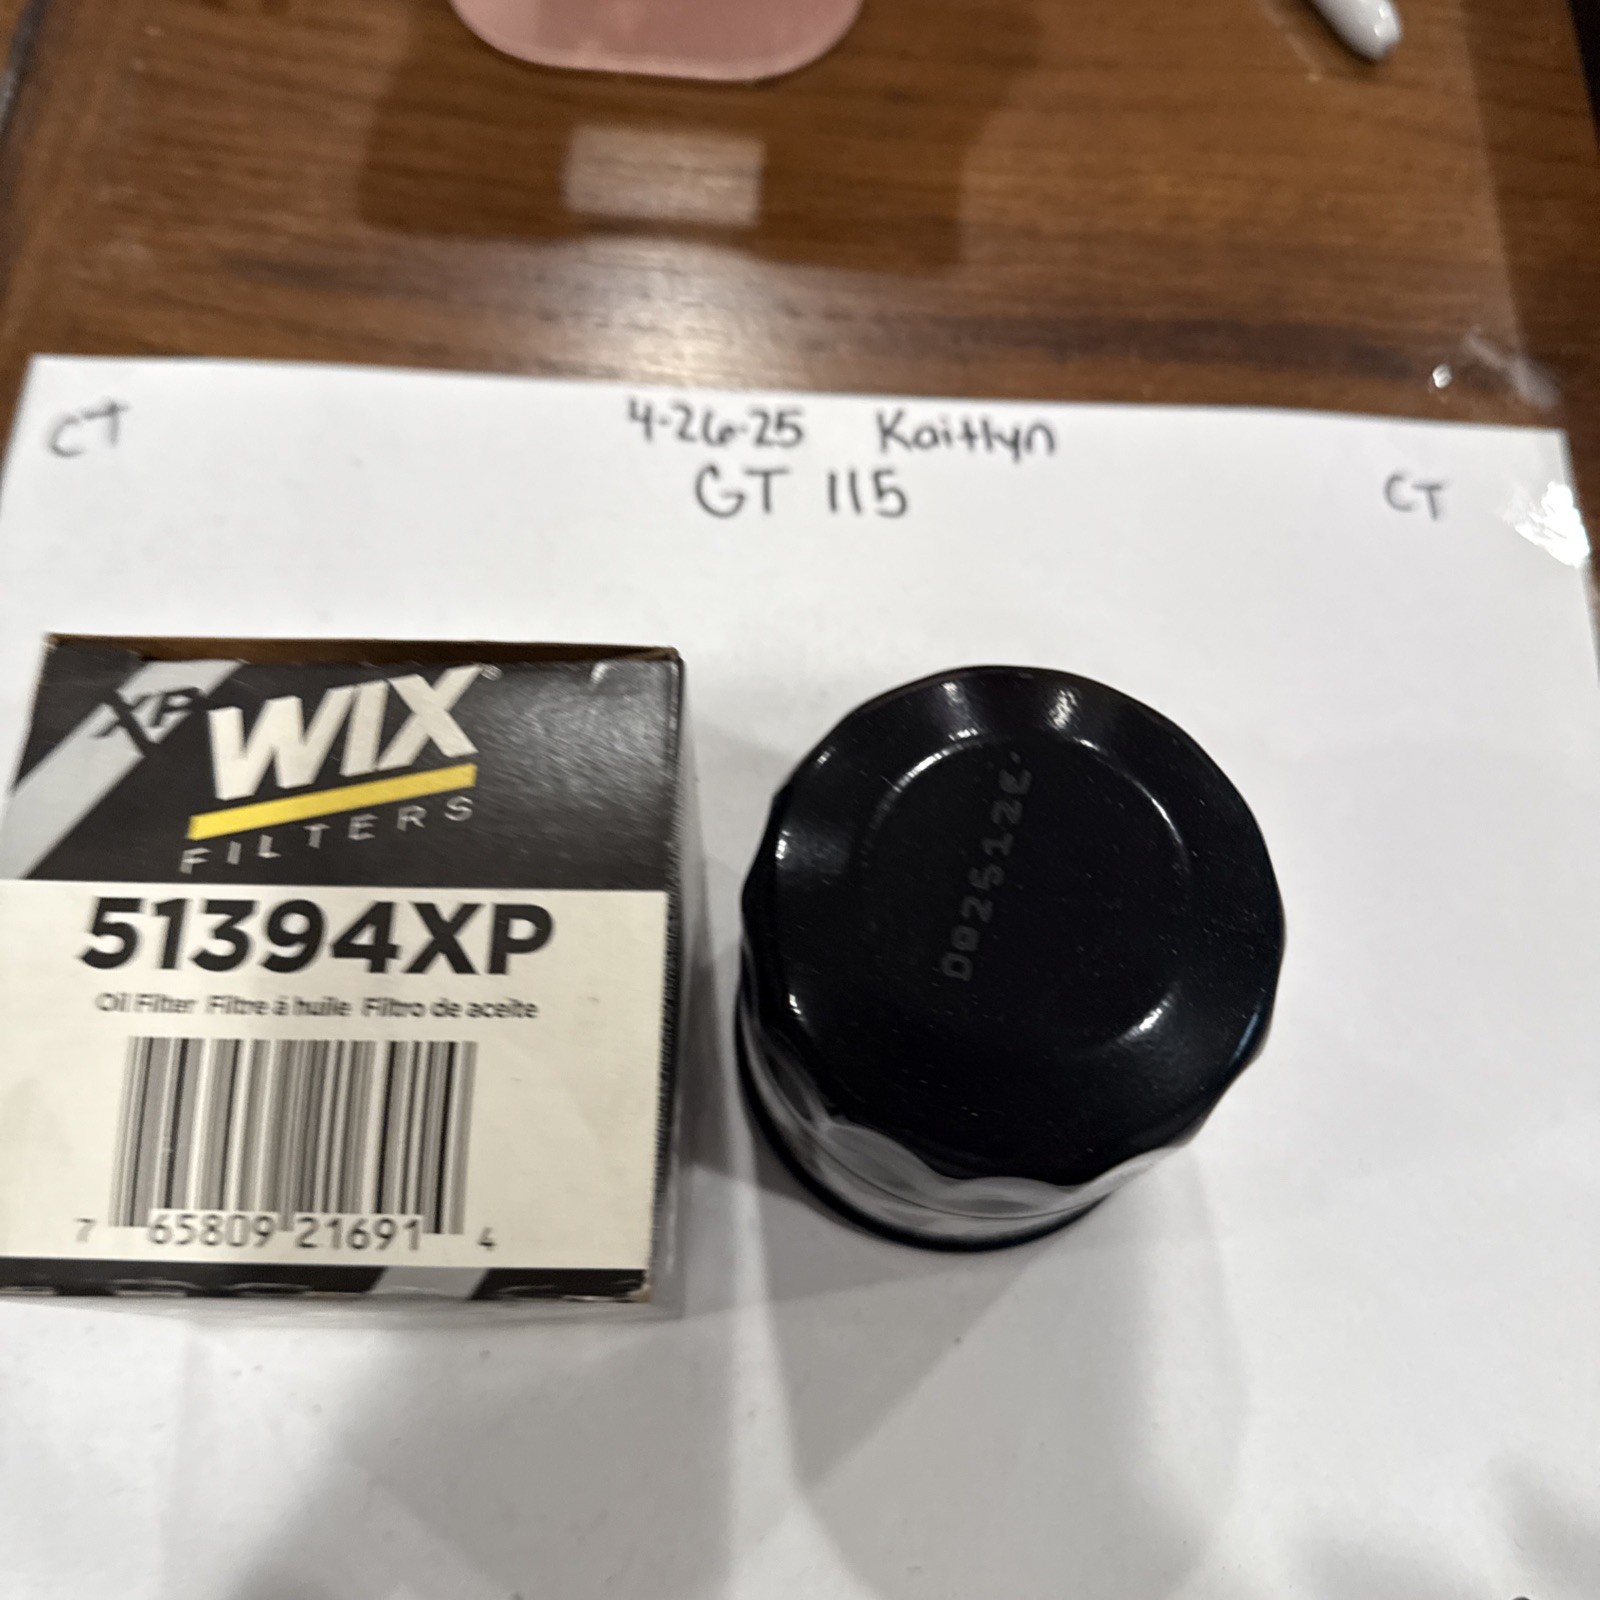 CT
4-26-25 Kaitlyn
GT 115
CT
XP WIX®
FILTERS
51394XP
Oil Filter Filtre à huile Filtro de aceite
7 65809 21691 4